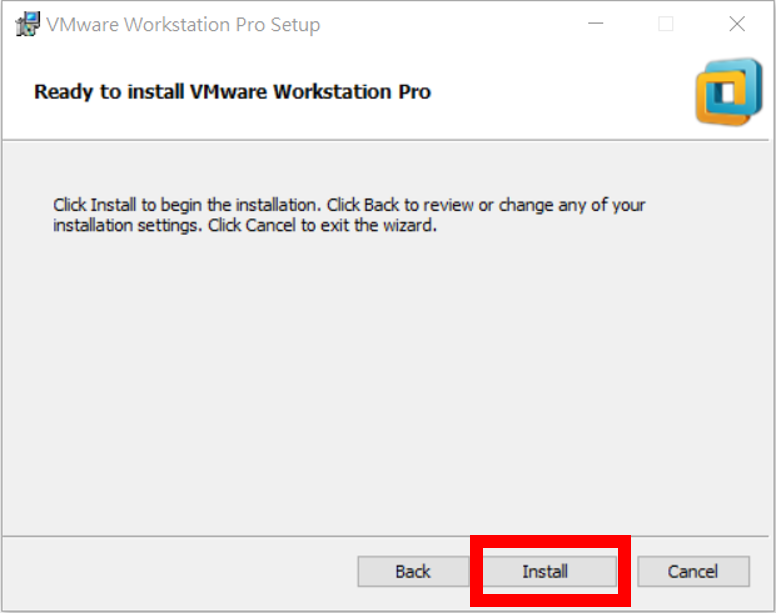 VMware Workstation Pro Setup
Ready to install VMware Workstation Pro
Click Install to begin the installation. Click Back to review or change any of your
installation settings. Click Cancel to exit the wizard.
Back Install Cancel